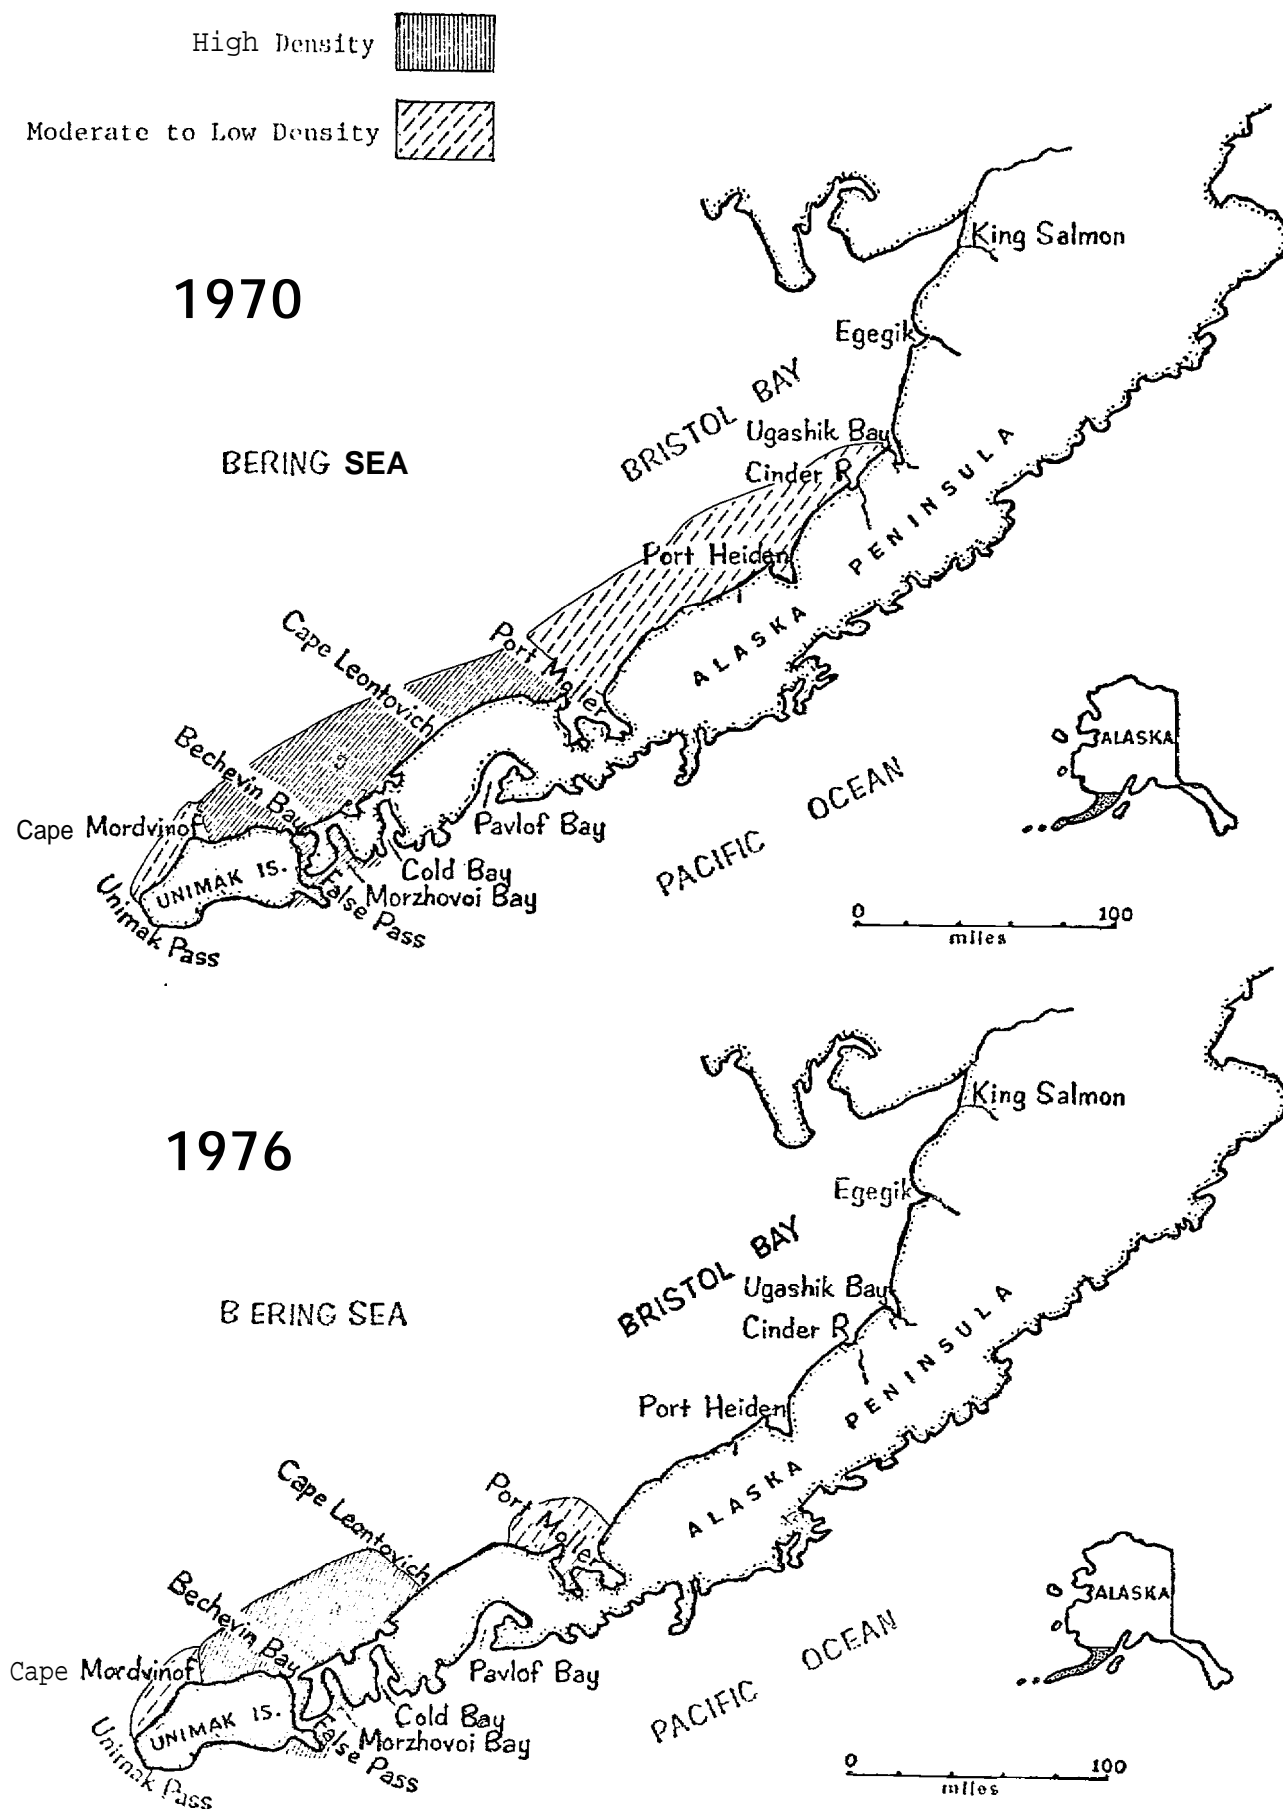 High Density
Moderate to Low Density
1970
King Salmon
Egegik
BRISTOL BAY
Ugashik Bay
BERING SEA
Cinder R
PENINSULA
Port Heiden
ALASKA
Cape Leontovich
Port Moller
Bechevin Bay
ALASKA
OCEAN
Cape Mordvinof
Pavlof Bay
PACIFIC
UNIMAK IS.
Cold Bay
Morzhovoi Bay
False Pass
Unimak Pass
0 100
miles
1976
King Salmon
Egegik
BRISTOL BAY
Ugashik Bay
B ERING SEA
Cinder R
PENINSULA
Port Heiden
ALASKA
Cape Leontovich
Port Moller
Bechevin Bay
ALASKA
OCEAN
Cape Mordvinof
Pavlof Bay
PACIFIC
UNIMAK IS.
Cold Bay
Morzhovoi Bay
False Pass
Unimak Pass
0 100
miles